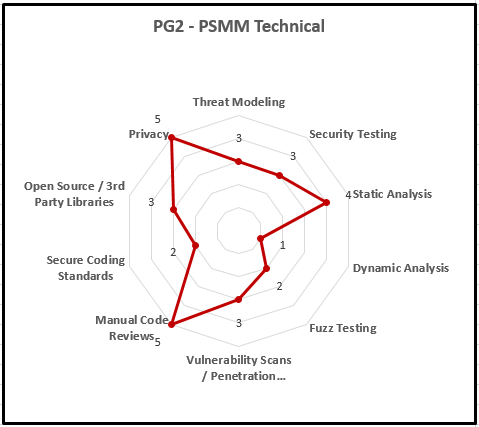 PG2 - PSMM Technical
Threat Modeling
5
Privacy
3
Security Testing
3
Open Source / 3rd
Party Libraries
3
4
Static Analysis
Secure Coding
Standards
2
1
Dynamic Analysis
2
Manual Code
Reviews
5
3
Fuzz Testing
Vulnerability Scans
/ Penetration...